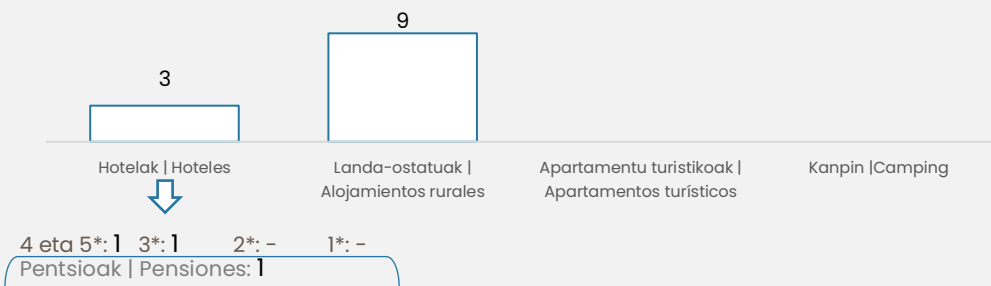 9
3
Hotelak | Hoteles
Landa-ostatuak |
Alojamientos rurales
Apartamentu turistikoak |
Apartamentos turísticos
Kanpin |Camping
4 eta 5*: 1 3*: 1 2*: - 1*: -
Pentsioak | Pensiones: 1